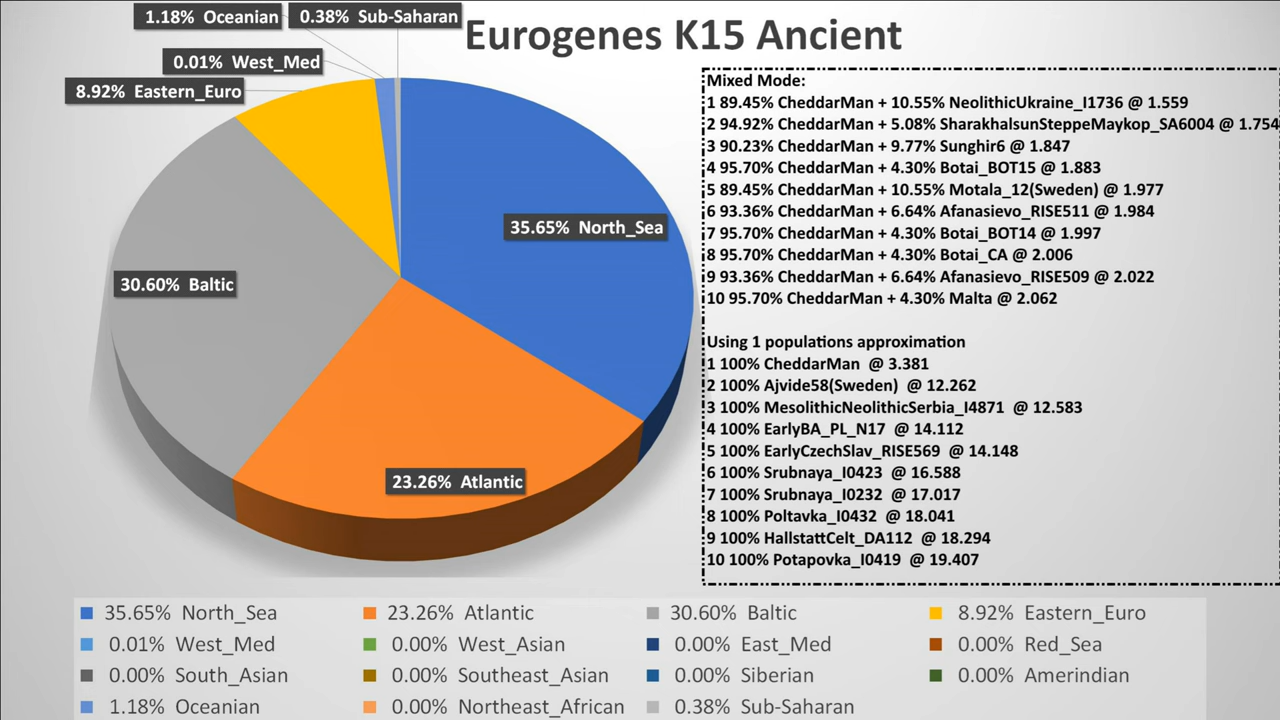 1.18% Oceanian
0.38% Sub-Saharan
Eurogenes K15 Ancient
0.01% West_Med
8.92% Eastern_Euro
35.65% North_Sea
30.60% Baltic
23.26% Atlantic
Mixed Mode:
1 89.45% CheddarMan + 10.55% NeolithicUkraine_I1736 @ 1.559
2 94.92% CheddarMan + 5.08% SharakhalsunSteppeMaykop_SA6004 @ 1.754
3 90.23% CheddarMan + 9.77% Sunghir6 @ 1.847
4 95.70% CheddarMan + 4.30% Botai_BOT15 @ 1.883
5 89.45% CheddarMan + 10.55% Motala_12(Sweden) @ 1.977
6 93.36% CheddarMan + 6.64% Afanasievo_RISE511 @ 1.984
7 95.70% CheddarMan + 4.30% Botai_BOT14 @ 1.997
8 95.70% CheddarMan + 4.30% Botai_CA @ 2.006
9 93.36% CheddarMan + 6.64% Afanasievo_RISE509 @ 2.022
10 95.70% CheddarMan + 4.30% Malta @ 2.062
Using 1 populations approximation
1 100% CheddarMan @ 3.381
2 100% Ajvide58(Sweden) @ 12.262
3 100% MesolithicNeolithicSerbia_I4871 @ 12.583
4 100% EarlyBA_PL_N17 @ 14.112
5 100% EarlyCzechSlav_RISE569 @ 14.148
6 100% Srubnaya_I0423 @ 16.588
7 100% Srubnaya_I0232 @ 17.017
8 100% Poltavka_I0432 @ 18.041
9 100% HallstattCelt_DA112 @ 18.294
10 100% Potapovka_I0419 @ 19.407
35.65% North_Sea
23.26% Atlantic
30.60% Baltic
8.92% Eastern_Euro
0.01% West_Med
0.00% West_Asian
0.00% East_Med
0.00% Red_Sea
0.00% South_Asian
0.00% Southeast_Asian
0.00% Siberian
0.00% Amerindian
1.18% Oceanian
0.00% Northeast_African
0.38% Sub-Saharan